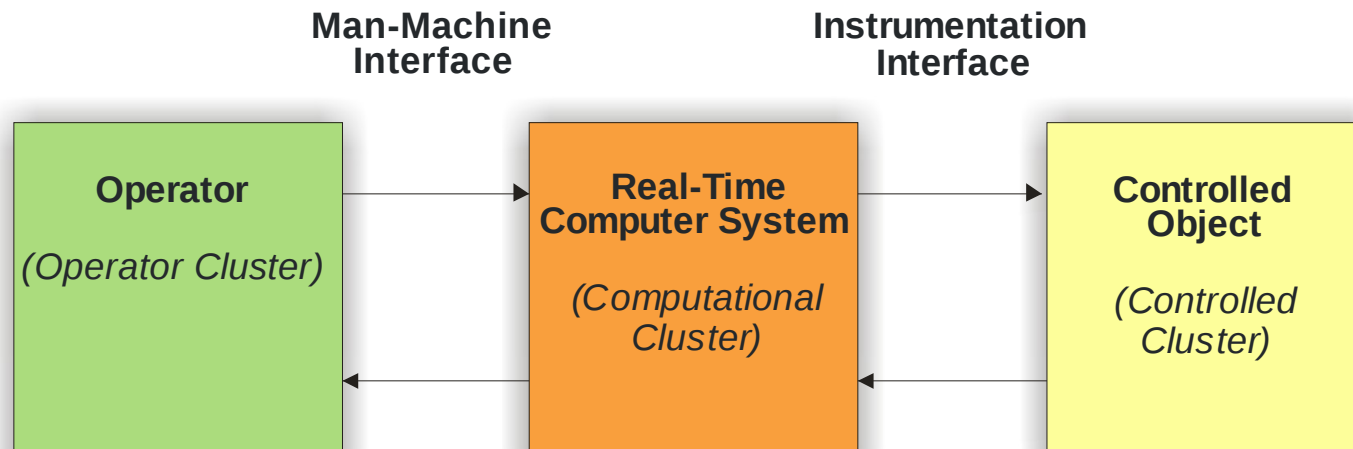 Man-Machine
Interface
Instrumentation
Interface
Operator
(Operator Cluster)
Real-Time
Computer System
(Computational
Cluster)
Controlled
Object
(Controlled
Cluster)